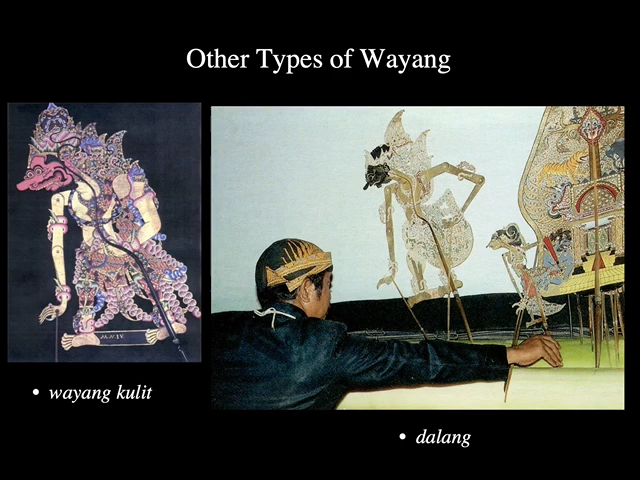 Other Types of Wayang
• wayang kulit
• dalang